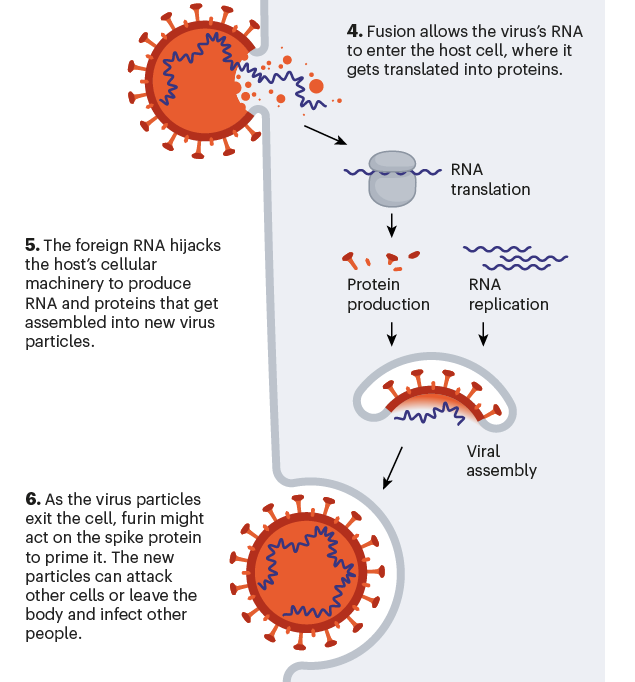 4. Fusion allows the virus’s RNA
to enter the host cell, where it
gets translated into proteins.
RNA
translation
5. The foreign RNA hijacks
the host’s cellular
machinery to produce
RNA and proteins that get
assembled into new virus
particles.
Protein
production
RNA
replication
Viral
assembly
6. As the virus particles
exit the cell, furin might
act on the spike protein
to prime it. The new
particles can attack
other cells or leave the
body and infect other
people.